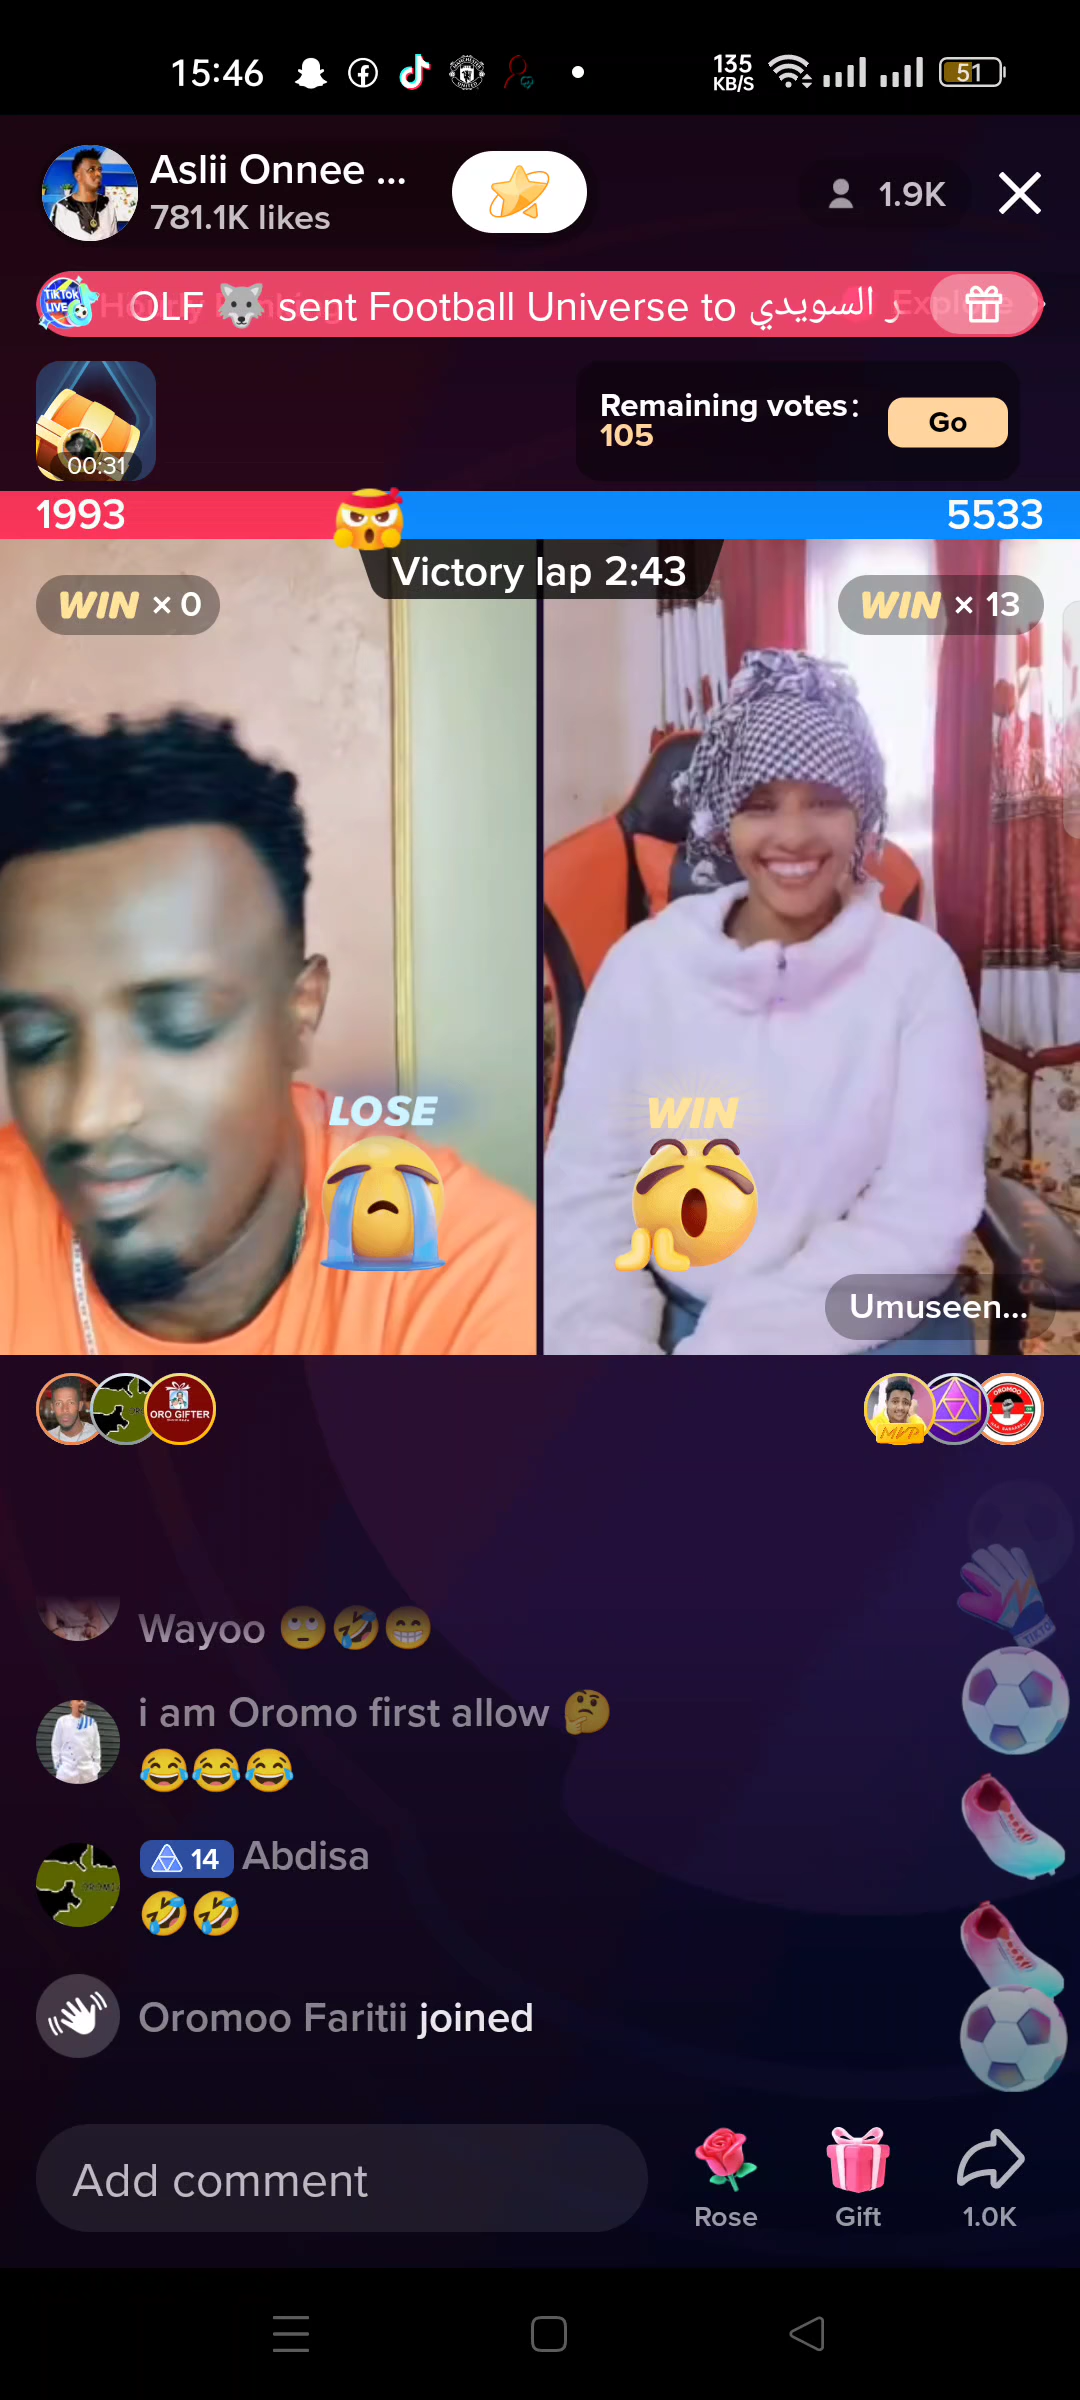 15:46
135
KB/S
51
Aslii Onnee ...
781.1K likes
1.9K
OLF 🐺 sent Football Universe to ر السويدي
00:31
Remaining votes:
105
Go
1993
5533
Victory lap 2:43
WIN × 0
WIN × 13
LOSE
WIN
Umuseen...
ORO GIFTER
MVP
OROMOO
Wayoo 🙄🤣😁
i am Oromo first allow 🤔
😂😂😂
14 Abdisa
🤣🤣
Oromoo Faritii joined
Add comment
Rose
Gift
1.0K